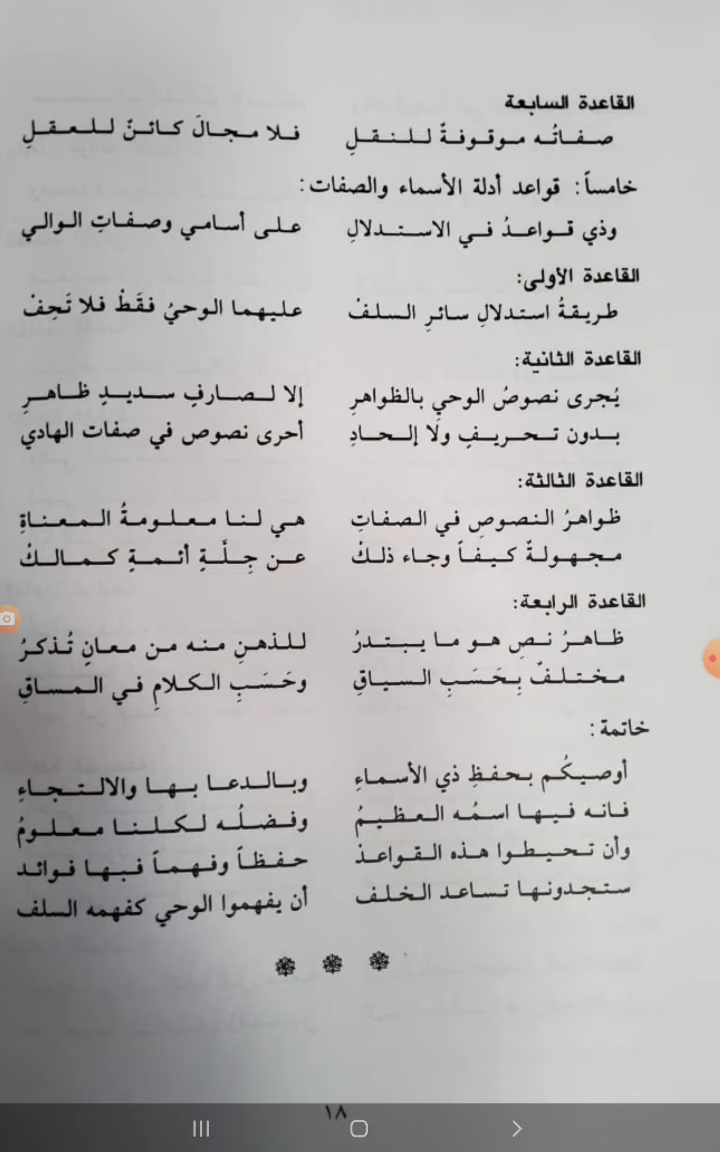 القاعدة السابعة
صفاتُه موقوفةٌ للنقلِ فلا مجالَ كائنٌ للعقلِ
خامساً: قواعد أدلة الأسماء والصفات:
وذي قواعدُ في الاستدلالِ على أسامي وصفاتِ الوالي
القاعدة الأولى:
طريقةُ استدلالِ سائرِ السلفْ عليهما الوحيُ فقَطْ فلا تَحِفْ
القاعدة الثانية:
يُجرى نصوصُ الوحيِ بالظواهرِ إلا لصارفٍ سديدٍ ظاهرِ
بدون تحريفٍ ولا إلحادِ أحرى نصوص في صفات الهادي
القاعدة الثالثة:
ظواهرُ النصوصِ في الصفاتِ هي لنا معلومةُ المعناةِ
مجهولةٌ كيفاً وجاء ذلكْ عن جِلَّةِ أئمةٍ كمالكْ
القاعدة الرابعة:
ظاهرُ نصٍ هو ما يبتدرُ للذهنِ منه من معانٍ تُذكرُ
مختلفٌ بِحَسَبِ السياقِ وحَسَبِ الكلامِ في المساقِ
خاتمة:
أوصيكُم بحفظِ ذي الأسماءِ وبالدعا بها والالتجاءِ
فانه فيها اسمُه العظيمُ وفضلُه لكلنا معلومُ
وأن تحيطوا هذه القواعدْ حفظاً وفهماً فبها فوائد
ستجدونها تساعد الخلف أن يفهموا الوحي كفهمه السلف
١٨